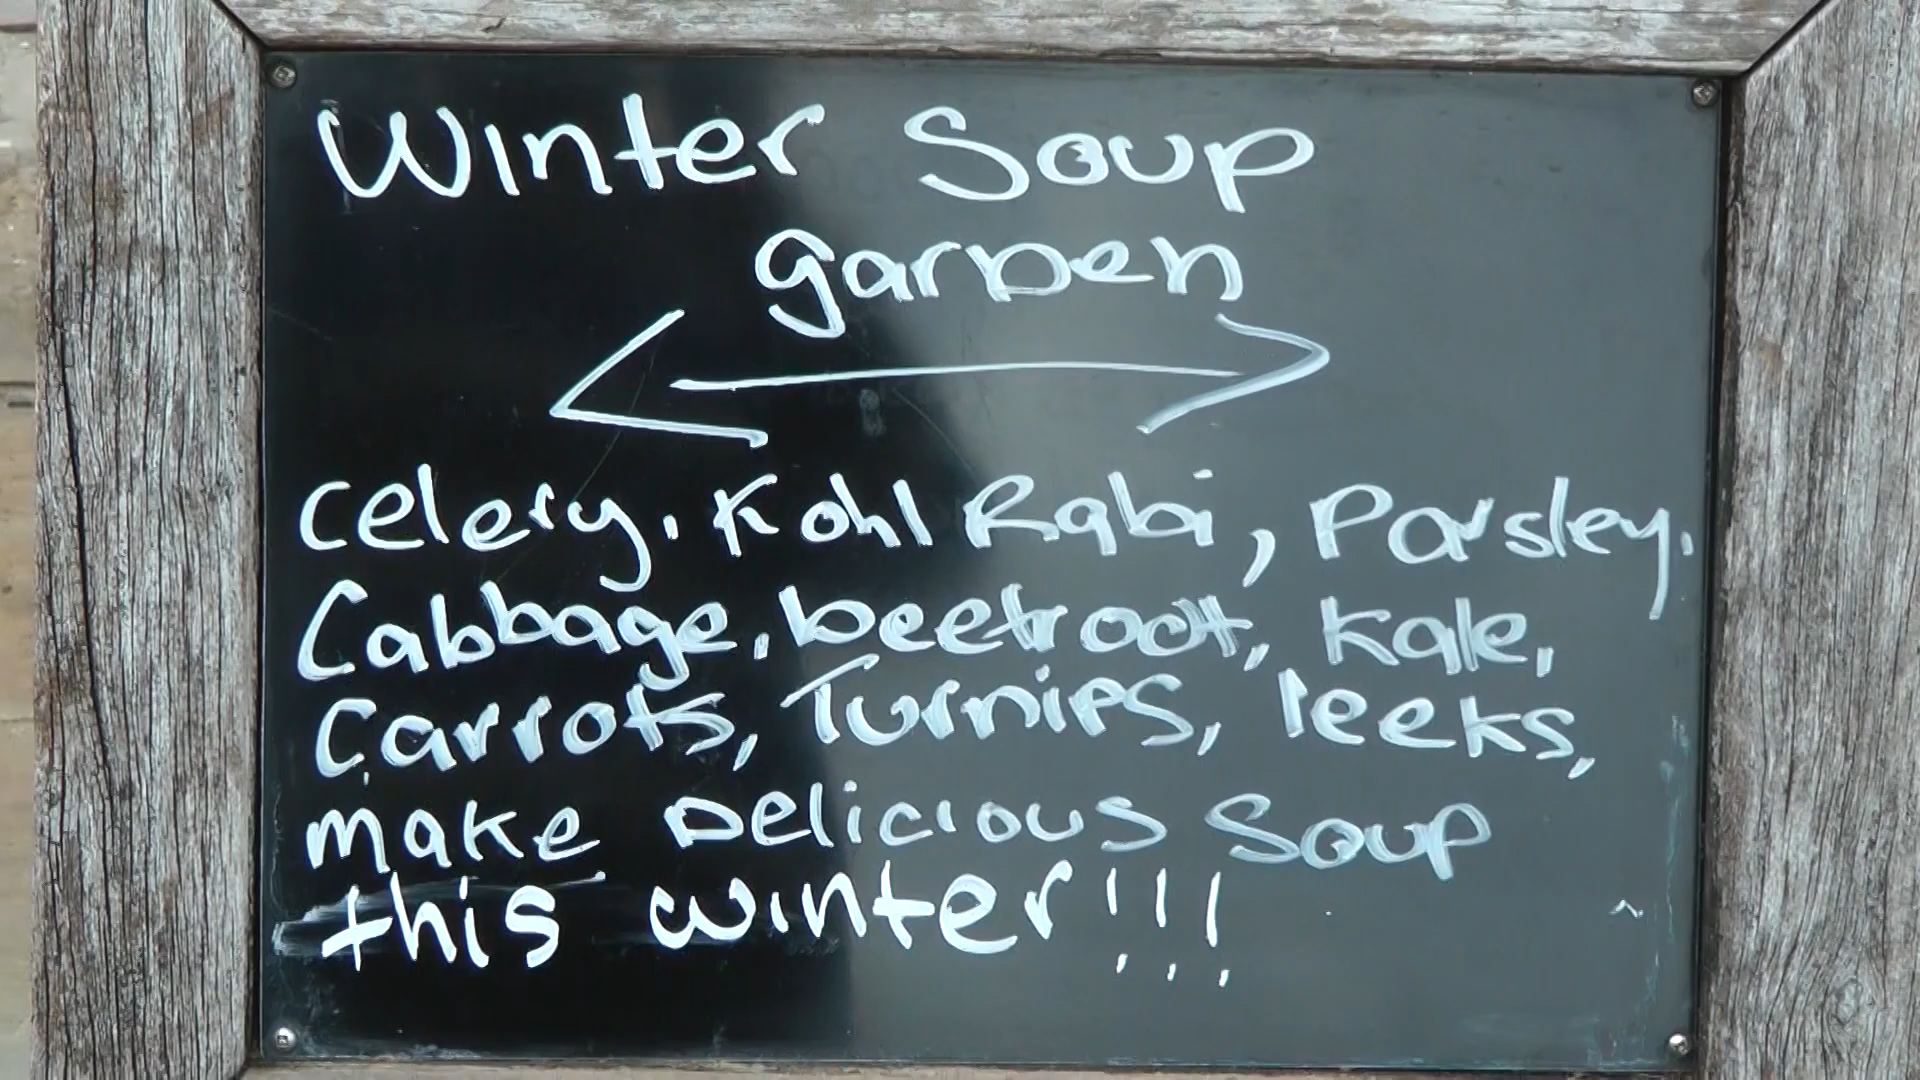 Winter Soup
garden
celery, Kohl Rabi, Parsley,
Cabbage, beetroot, Kale,
Carrots, Turnips, leeks,
make Delicious Soup
this winter!!!